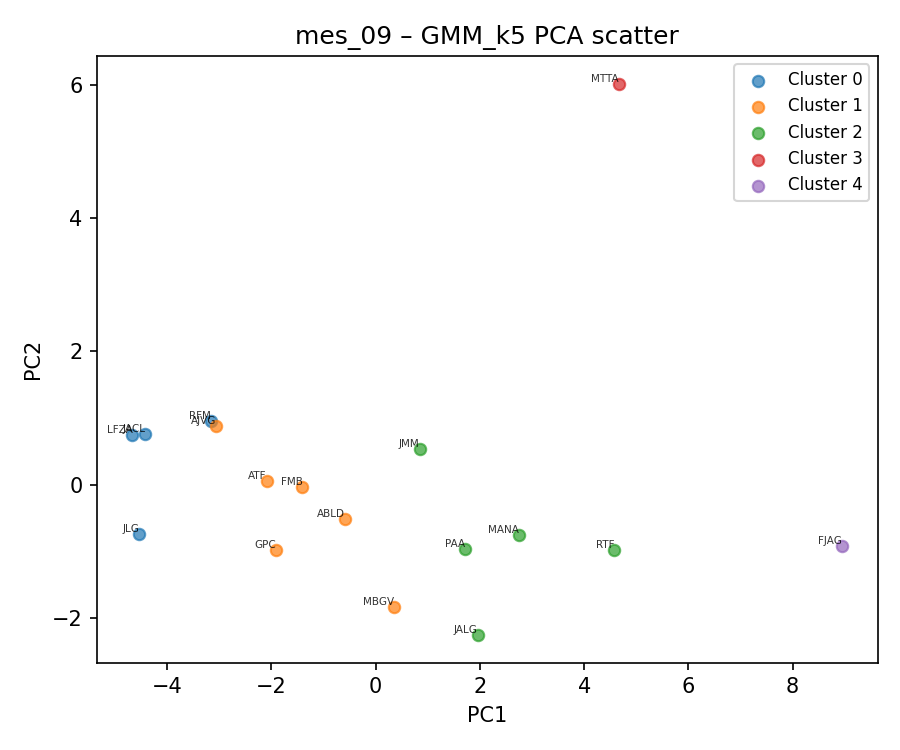 mes_09 – GMM_k5 PCA scatter
MTTA
Cluster 0
Cluster 1
Cluster 2
Cluster 3
Cluster 4
6
4
2
0
−2
PC2
RFM
AJVG
JACL
JMM
ATF
FMB
ABLD
JLG
GPC
PAA
MANA
RTF
FJAG
MBGV
JALG
−4
−2
0
2
4
6
8
PC1